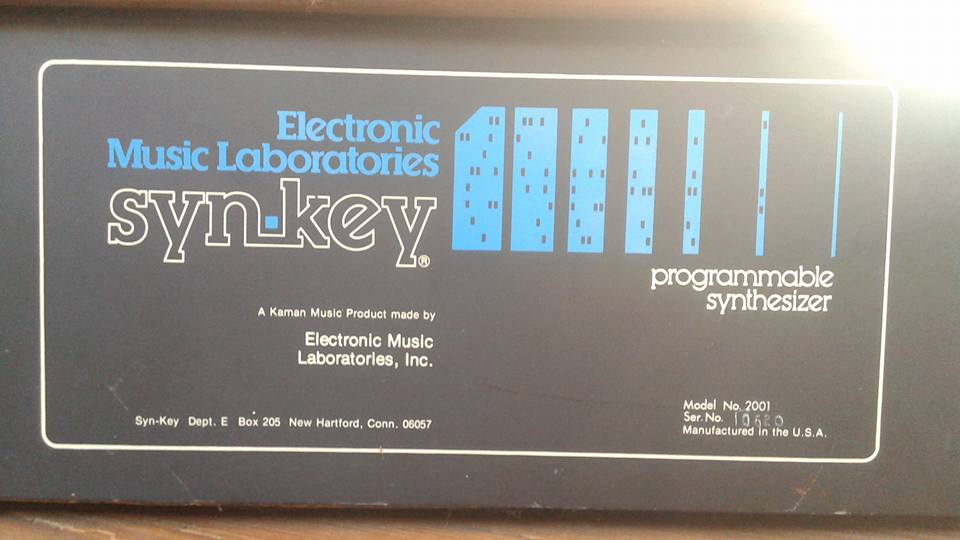 Electronic
Music Laboratories
syn·key®
programmable
synthesizer
A Kaman Music Product made by
Electronic Music
Laboratories, Inc.
Syn-Key Dept. E Box 205 New Hartford, Conn. 06057
Model No. 2001
Ser. No.
Manufactured in the U.S.A.